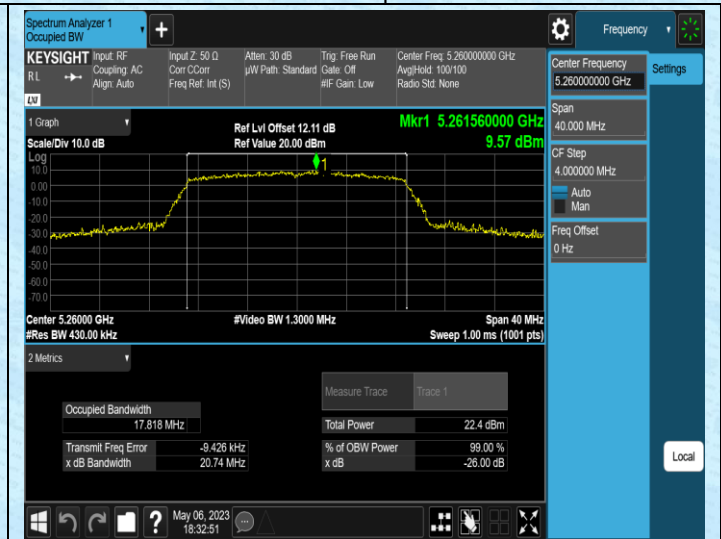 Spectrum Analyzer 1
Occupied BW
+
Frequency
KEYSIGHT Input: RF Input Z: 50 Ω Atten: 30 dB Trig: Free Run Center Freq: 5.260000000 GHz
R L Coupling: AC Corr CCorr µW Path: Standard Gate: Off Avg|Hold: 100/100
Align: Auto Freq Ref: Int (S) #IF Gain: Low Radio Std: None
LXI
Center Frequency
5.260000000 GHz
Settings
Span
40.000 MHz
CF Step
4.000000 MHz
Auto
Man
Freq Offset
0 Hz
Local
1 Graph
Scale/Div 10.0 dB
Ref Lvl Offset 12.11 dB
Ref Value 20.00 dBm
Mkr1 5.261560000 GHz
9.57 dBm
Log
10.0
0.00
-10.0
-20.0
-30.0
-40.0
-50.0
-60.0
-70.0
1
Center 5.26000 GHz #Video BW 1.3000 MHz Span 40 MHz
#Res BW 430.00 kHz Sweep 1.00 ms (1001 pts)
2 Metrics
Measure Trace Trace 1
Occupied Bandwidth
17.818 MHz
Total Power 22.4 dBm
Transmit Freq Error -9.426 kHz % of OBW Power 99.00 %
x dB Bandwidth 20.74 MHz x dB -26.00 dB
?
May 06, 2023
18:32:51